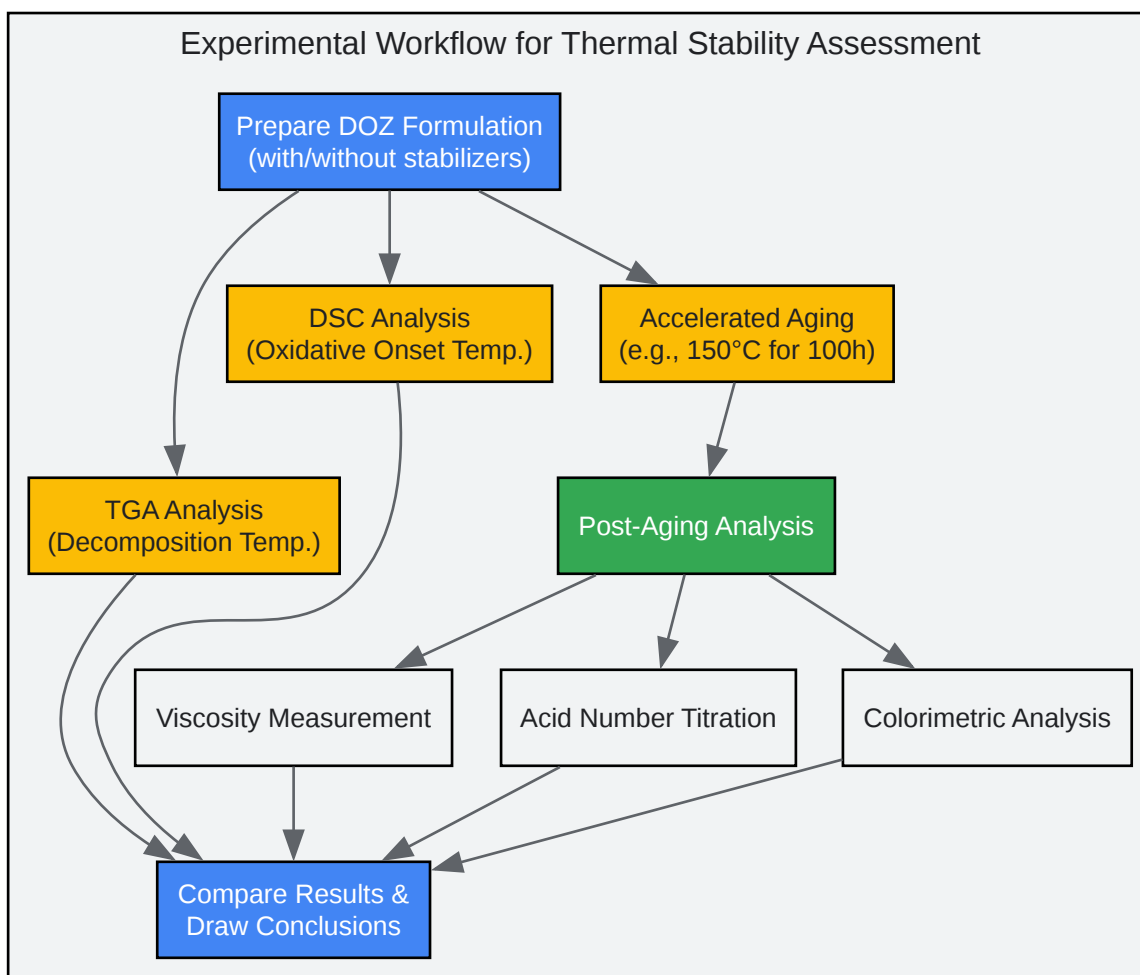 Experimental Workflow for Thermal Stability Assessment
Prepare DOZ Formulation
(with/without stabilizers)
DSC Analysis
(Oxidative Onset Temp.)
Accelerated Aging
(e.g., 150°C for 100h)
TGA Analysis
(Decomposition Temp.)
Post-Aging Analysis
Viscosity Measurement
Acid Number Titration
Colorimetric Analysis
Compare Results &
Draw Conclusions